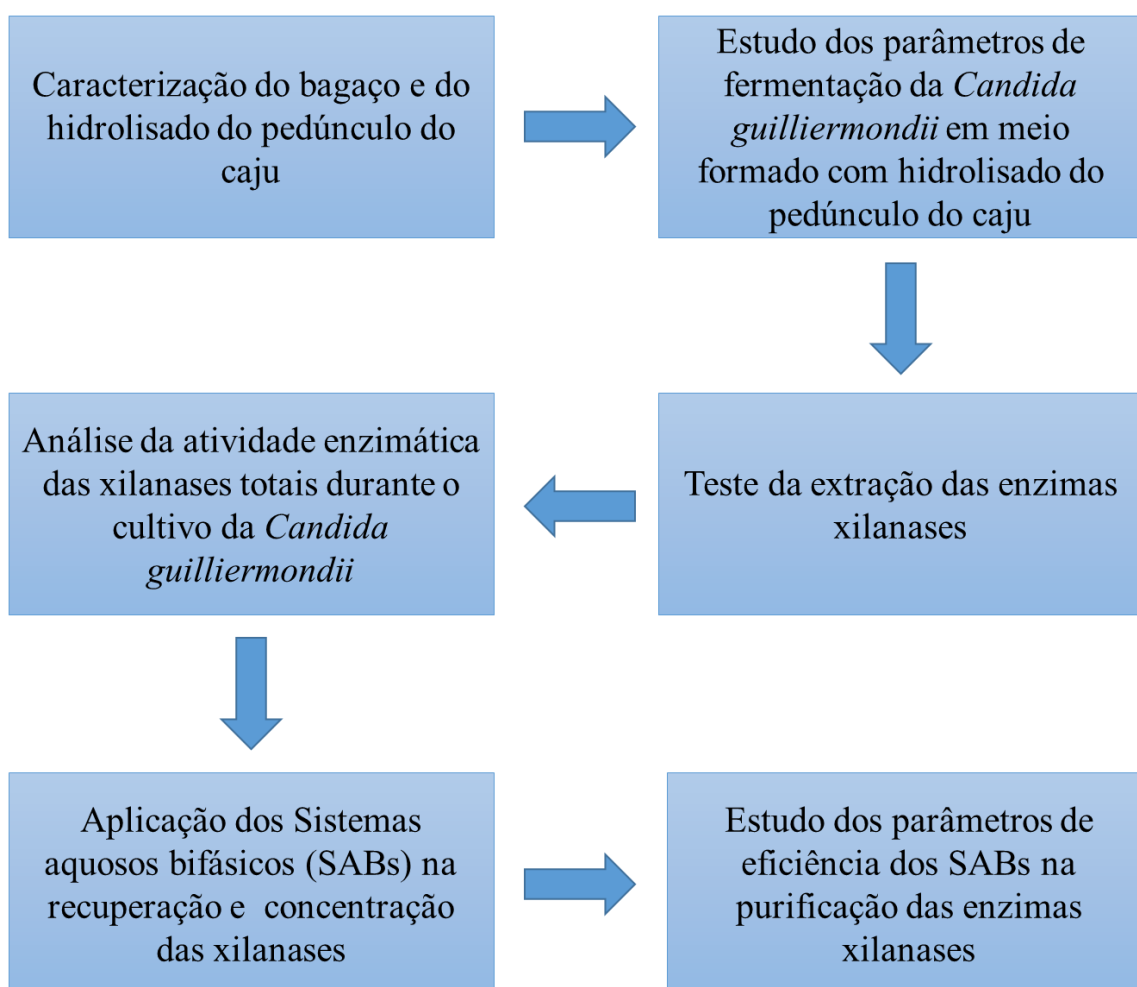 Caracterização do bagaço e do
hidrolisado do pedúnculo do
caju
Estudo dos parâmetros de
fermentação da Candida
guilliermondii em meio
formado com hidrolisado do
pedúnculo do caju
Teste da extração das enzimas
xilanases
Análise da atividade enzimática
das xilanases totais durante o
cultivo da Candida
guilliermondii
Aplicação dos Sistemas
aquosos bifásicos (SABs) na
recuperação e  concentração
das xilanases
Estudo dos parâmetros de
eficiência dos SABs na
purificação das enzimas
xilanases